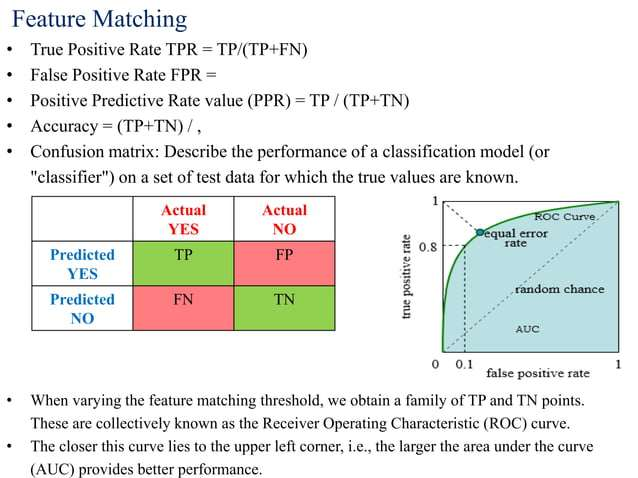 Feature Matching
• True Positive Rate TPR = TP/(TP+FN)
• False Positive Rate FPR =
• Positive Predictive Rate value (PPR) = TP / (TP+TN)
• Accuracy = (TP+TN) / ,
• Confusion matrix: Describe the performance of a classification model (or
"classifier") on a set of test data for which the true values are known.
Actual YES
Actual NO
Predicted YES
TP
FP
Predicted NO
FN
TN
1
0.8
true positive rate
ROC Curve
equal error
rate
random chance
AUC
0 0.1 1
false positive rate
• When varying the feature matching threshold, we obtain a family of TP and TN points.
These are collectively known as the Receiver Operating Characteristic (ROC) curve.
• The closer this curve lies to the upper left corner, i.e., the larger the area under the curve
(AUC) provides better performance.